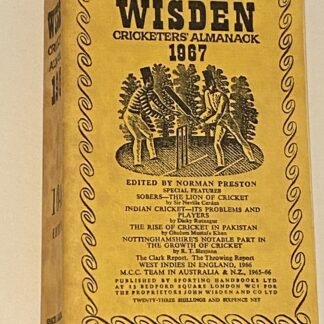 WISDEN
CRICKETERS' ALMANACK
1967
EDITED BY NORMAN PRESTON
SPECIAL FEATURES
SOBERS—THE LION OF CRICKET
by Sir Neville Cardus
INDIAN CRICKET—ITS PROBLEMS AND
PLAYERS
by Dicky Rutnagur
THE RISE OF CRICKET IN PAKISTAN
by Ghulam Mustafa Khan
NOTTINGHAMSHIRE'S NOTABLE PART IN
THE GROWTH OF CRICKET
by R. T. Simpson
The Clark Report. The Throwing Report
WEST INDIES IN ENGLAND, 1966
M.C.C. TEAM IN AUSTRALIA & N.Z., 1965-66
PUBLISHED BY SPORTING HANDBOOKS LTD
AT 13 BEDFORD SQUARE LONDON WC1 FOR
THE PROPRIETORS JOHN WISDEN AND CO LTD
TWENTY-THREE SHILLINGS AND SIXPENCE NET